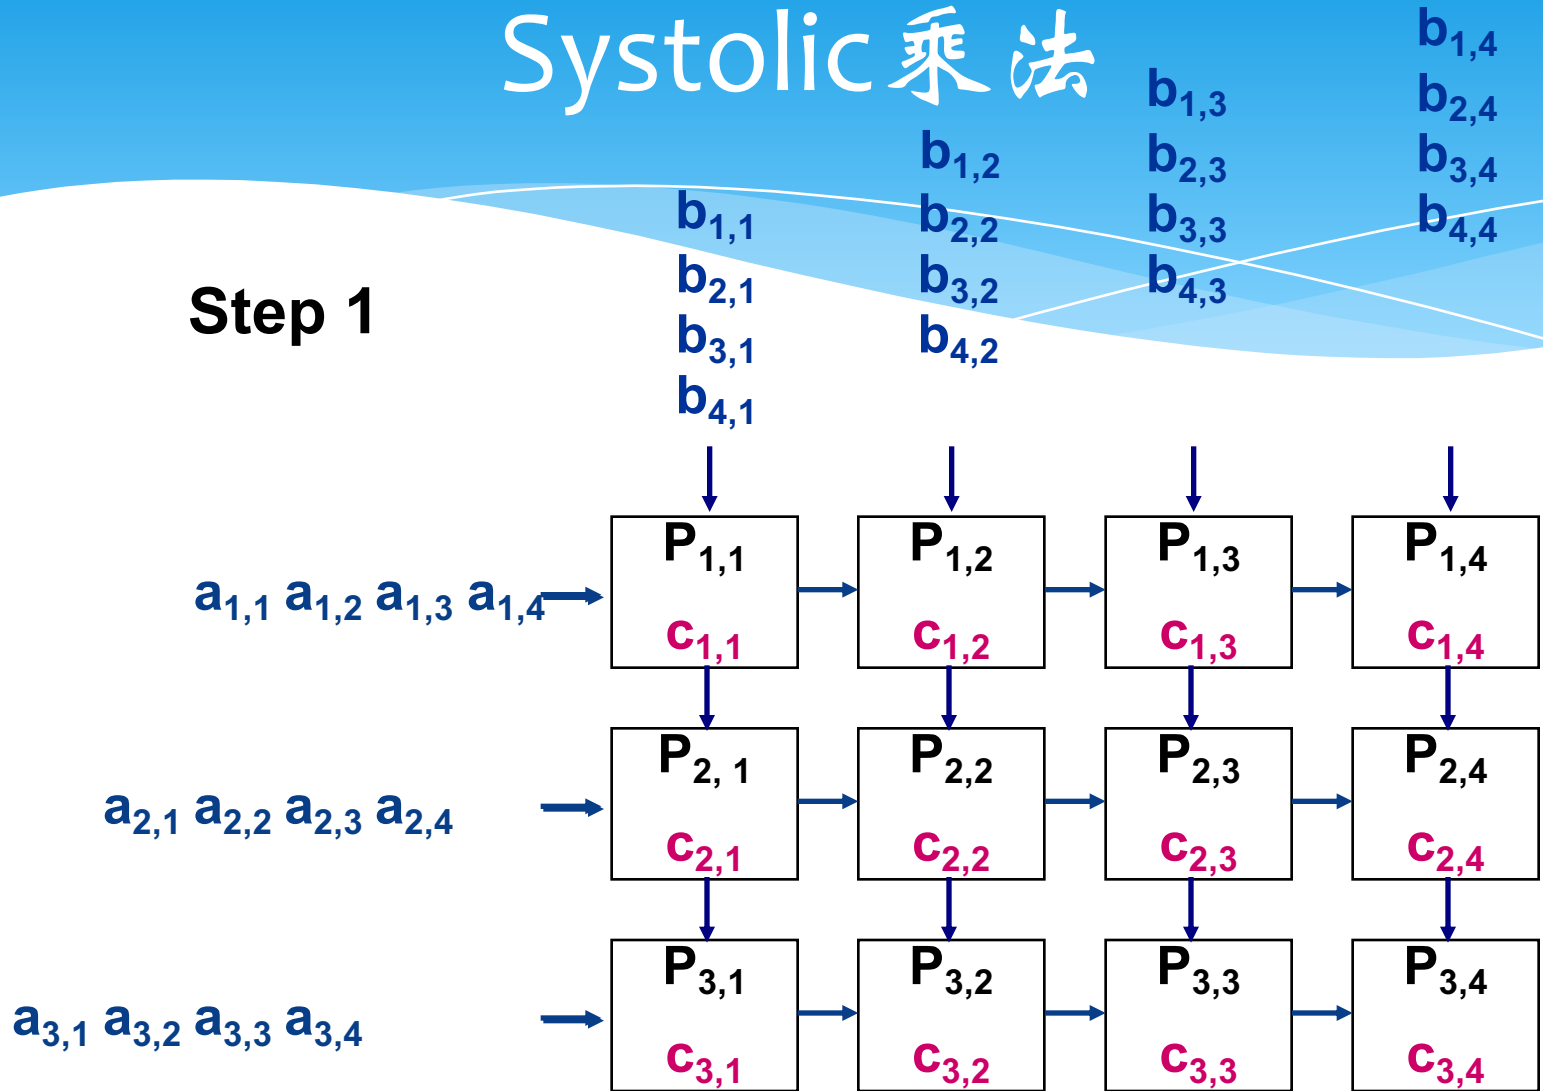 Systolic乘法
b1,1
b2,1
b3,1
b4,1
b1,2
b2,2
b3,2
b4,2
b1,3
b2,3
b3,3
b4,3
b1,4
b2,4
b3,4
b4,4
Step 1
a1,1 a1,2 a1,3 a1,4
P1,1
c1,1
P1,2
c1,2
P1,3
c1,3
P1,4
c1,4
a2,1 a2,2 a2,3 a2,4
P2, 1
c2,1
P2,2
c2,2
P2,3
c2,3
P2,4
c2,4
a3,1 a3,2 a3,3 a3,4
P3,1
c3,1
P3,2
c3,2
P3,3
c3,3
P3,4
c3,4